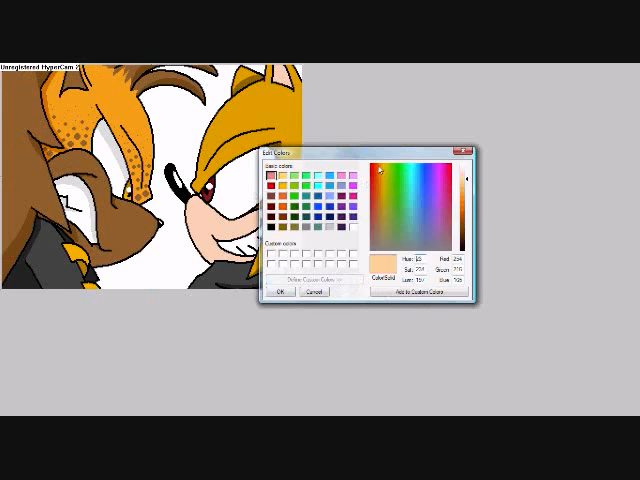 Unregistered HyperCam 2
Edit Colors
Basic colors:
Custom colors:
Define Custom Colors >>
OK
Cancel
Color|Solid
Hue:
Sat:
Lum:
Red:
Green:
Blue:
Add to Custom Colors